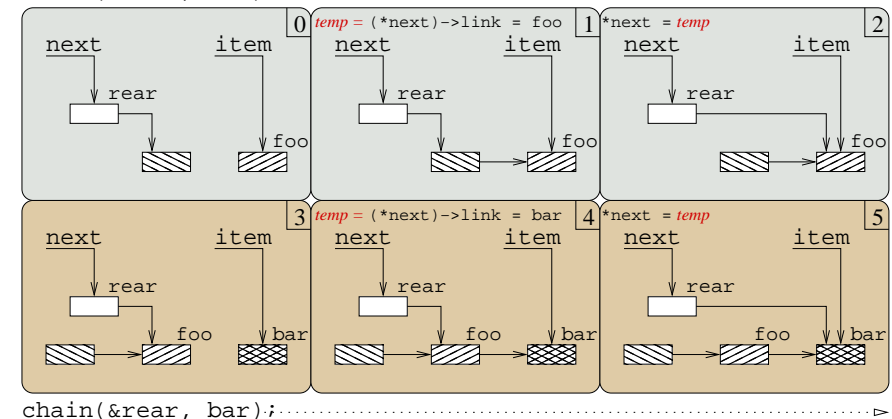 0 temp = (*next)->link = foo 1 *next = temp 2
next item next item next item
rear rear rear
foo foo foo
3 temp = (*next)->link = bar 4 *next = temp 5
next item next item next item
rear rear rear
foo bar foo bar foo bar
chain(&rear, bar);